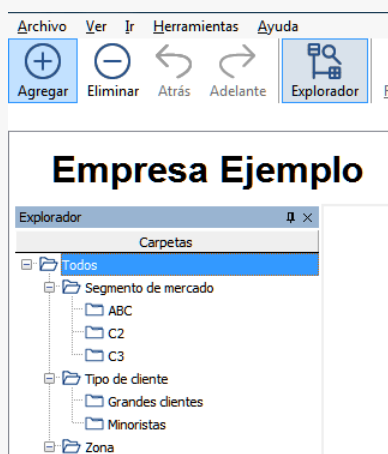 Archivo Ver Ir Herramientas Ayuda
Agregar Eliminar Atrás Adelante Explorador
Empresa Ejemplo
Explorador
Carpetas
Todos
Segmento de mercado
ABC
C2
C3
Tipo de cliente
Grandes clientes
Minoristas
Zona